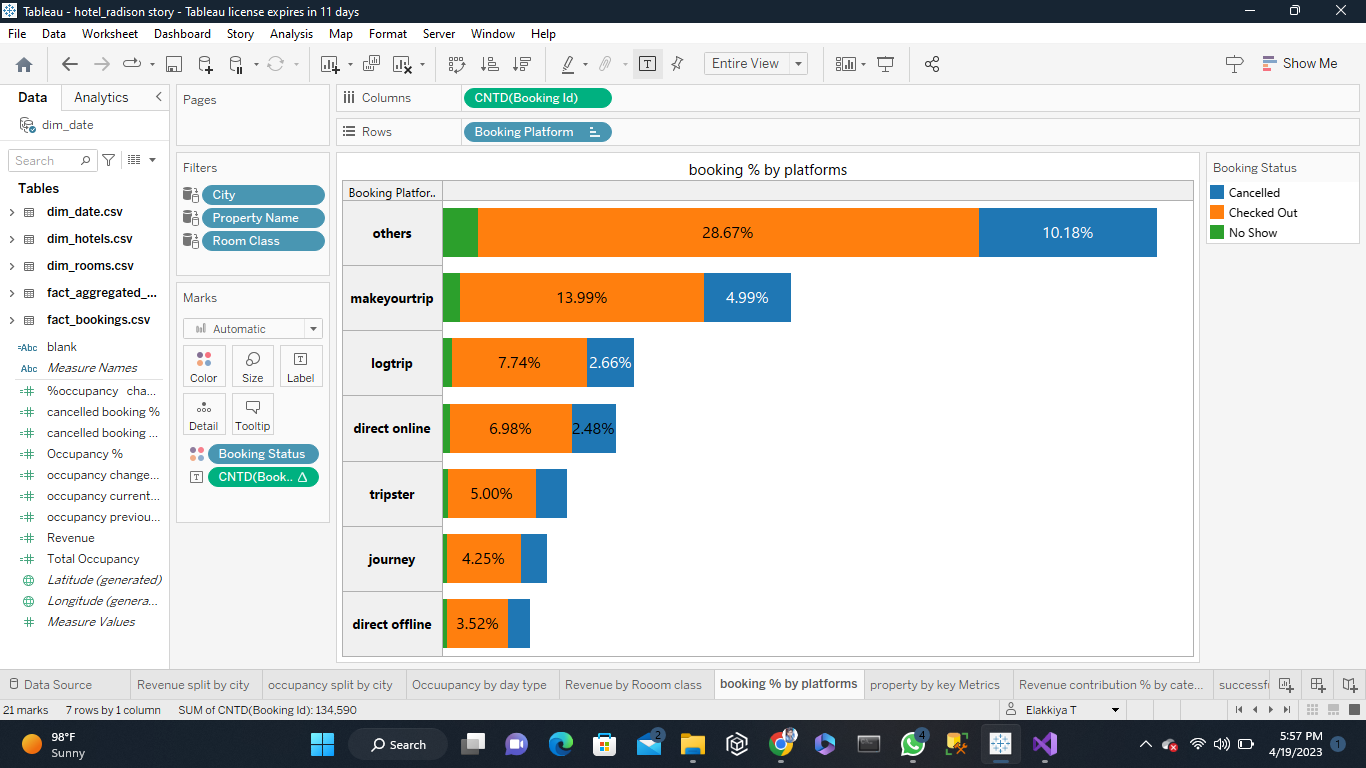 Tableau - hotel_radison story - Tableau license expires in 11 days
File Data Worksheet Dashboard Story Analysis Map Format Server Window Help
Entire View
Show Me
Data Analytics
dim_date
Search
Tables
dim_date.csv
dim_hotels.csv
dim_rooms.csv
fact_aggregated_...
fact_bookings.csv
=Abc blank
Abc Measure Names
%occupancy cha...
cancelled booking %
cancelled booking ...
Occupancy %
occupancy change...
occupancy current...
occupancy previou...
Revenue
Total Occupancy
Latitude (generated)
Longitude (genera...
Measure Values
Pages
Filters
City
Property Name
Room Class
Marks
Automatic
Color Size Label
Detail Tooltip
Booking Status
CNTD(Book.. Δ
Columns CNTD(Booking Id)
Rows Booking Platform
booking % by platforms
Booking Platfor..
others 28.67% 10.18%
makeyourtrip 13.99% 4.99%
logtrip 7.74% 2.66%
direct online 6.98% 2.48%
tripster 5.00%
journey 4.25%
direct offline 3.52%
Booking Status
Cancelled
Checked Out
No Show
Data Source Revenue split by city occupancy split by city Occuupancy by day type Revenue by Rooom class booking % by platforms property by key Metrics Revenue contribution % by cate... successfu
21 marks 7 rows by 1 column SUM of CNTD(Booking Id): 134,590 Elakkiya T
98°F
Sunny
Search
2
4
5:57 PM
4/19/2023
1